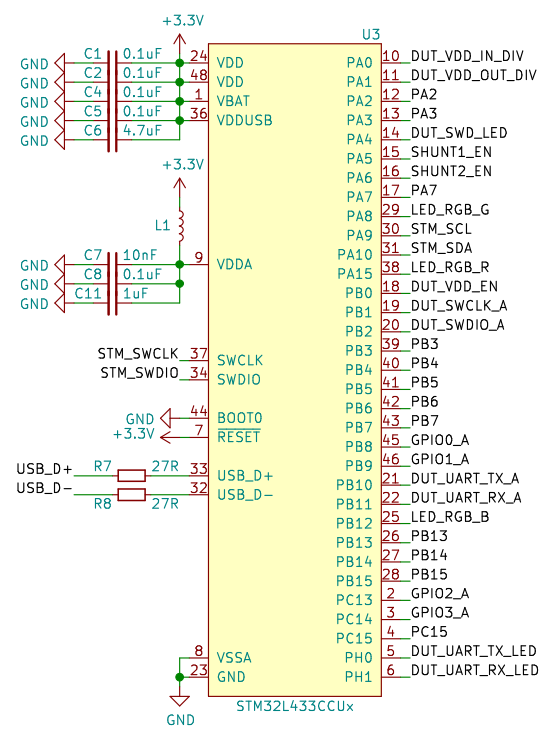 +3.3V
U3
GND C1 0.1uF 24 VDD PA0 10 DUT_VDD_IN_DIV
GND C2 0.1uF 48 VDD PA1 11 DUT_VDD_OUT_DIV
GND C4 0.1uF 1 VBAT PA2 12 PA2
GND C5 0.1uF 36 VDDUSB PA3 13 PA3
GND C6 4.7uF PA4 14 DUT_SWD_LED
PA5 15 SHUNT1_EN
+3.3V PA6 16 SHUNT2_EN
PA7 17 PA7
PA8 29 LED_RGB_G
L1 PA9 30 STM_SCL
PA10 31 STM_SDA
GND C7 10nF 9 VDDA PA15 38 LED_RGB_R
GND C8 0.1uF PB0 18 DUT_VDD_EN
GND C11 1uF PB1 19 DUT_SWCLK_A
PB2 20 DUT_SWDIO_A
PB3 39 PB3
STM_SWCLK 37 SWCLK PB4 40 PB4
STM_SWDIO 34 SWDIO PB5 41 PB5
PB6 42 PB6
GND 44 BOOT0 PB7 43 PB7
+3.3V 7 RESET PB8 45 GPIO0_A
PB9 46 GPIO1_A
USB_D+ R7 27R 33 USB_D+ PB10 21 DUT_UART_TX_A
USB_D- R8 27R 32 USB_D- PB11 22 DUT_UART_RX_A
PB12 25 LED_RGB_B
PB13 26 PB13
PB14 27 PB14
PB15 28 PB15
PC13 2 GPIO2_A
PC14 3 GPIO3_A
PC15 4 PC15
8 VSSA PH0 5 DUT_UART_TX_LED
23 GND PH1 6 DUT_UART_RX_LED
GND
STM32L433CCUx